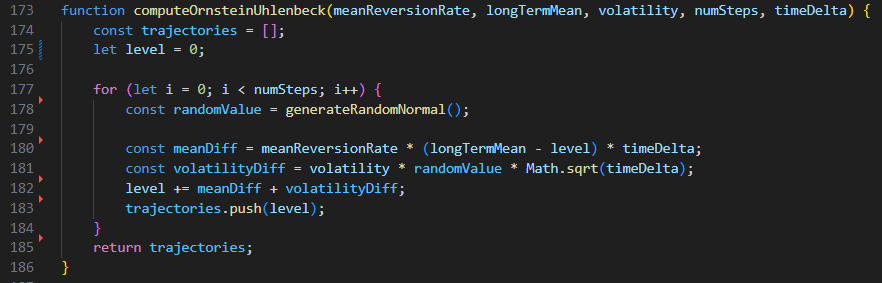 173 function computeOrnsteinUhlenbeck(meanReversionRate, longTermMean, volatility, numSteps, timeDelta) {
174     const trajectories = [];
175     let level = 0;
176
177     for (let i = 0; i < numSteps; i++) {
178         const randomValue = generateRandomNormal();
179
180         const meanDiff = meanReversionRate * (longTermMean - level) * timeDelta;
181         const volatilityDiff = volatility * randomValue * Math.sqrt(timeDelta);
182         level += meanDiff + volatilityDiff;
183         trajectories.push(level);
184     }
185     return trajectories;
186 }